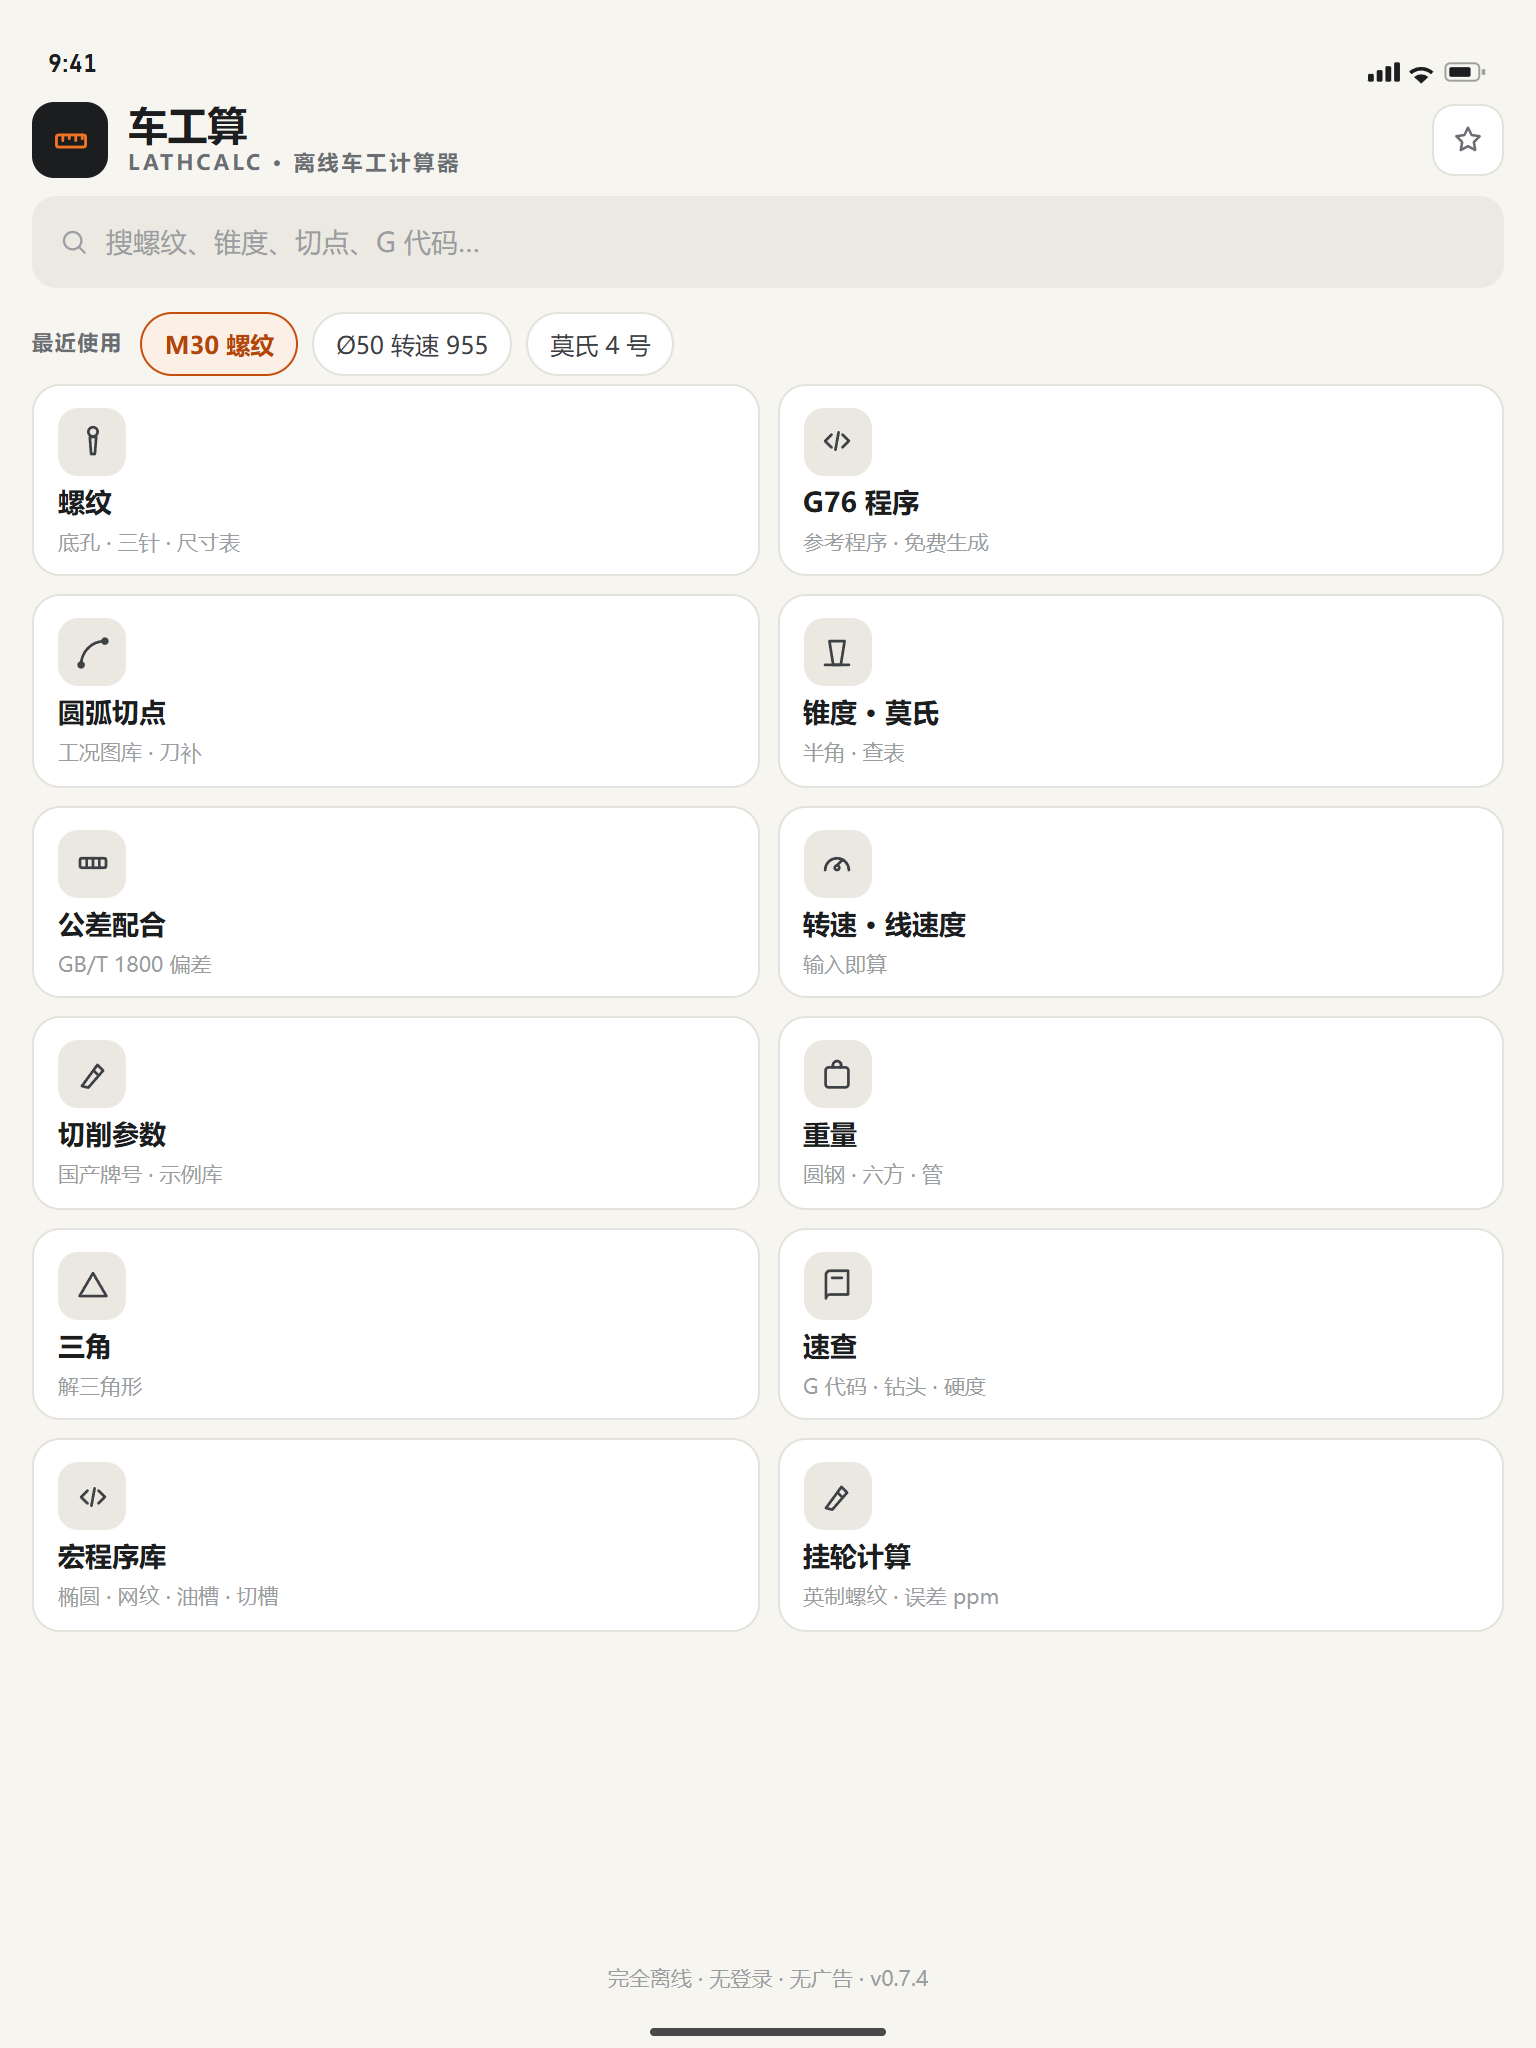 9:41
车工算
LATHCALC • 离线车工计算器
搜螺纹、锥度、切点、G 代码...
最近使用
M30 螺纹
Ø50 转速 955
莫氏 4 号
螺纹
底孔 · 三针 · 尺寸表
G76 程序
参考程序 · 免费生成
圆弧切点
工况图库 · 刀补
锥度 • 莫氏
半角 · 查表
公差配合
GB/T 1800 偏差
转速 • 线速度
输入即算
切削参数
国产牌号 · 示例库
重量
圆钢 · 六方 · 管
三角
解三角形
速查
G 代码 · 钻头 · 硬度
宏程序库
椭圆 · 网纹 · 油槽 · 切槽
挂轮计算
英制螺纹 · 误差 ppm
完全离线 · 无登录 · 无广告 · v0.7.4